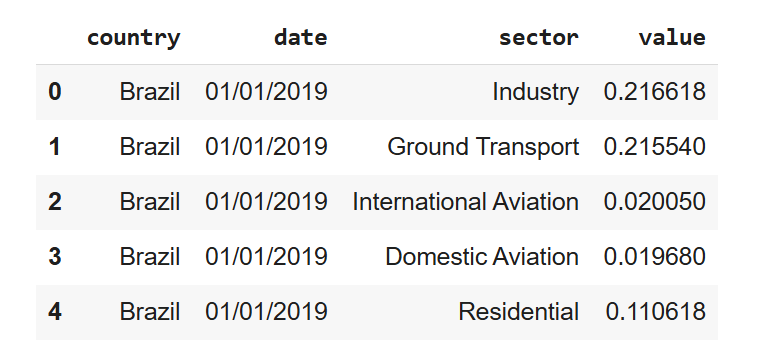 country date sector value
0 Brazil 01/01/2019 Industry 0.216618
1 Brazil 01/01/2019 Ground Transport 0.215540
2 Brazil 01/01/2019 International Aviation 0.020050
3 Brazil 01/01/2019 Domestic Aviation 0.019680
4 Brazil 01/01/2019 Residential 0.110618